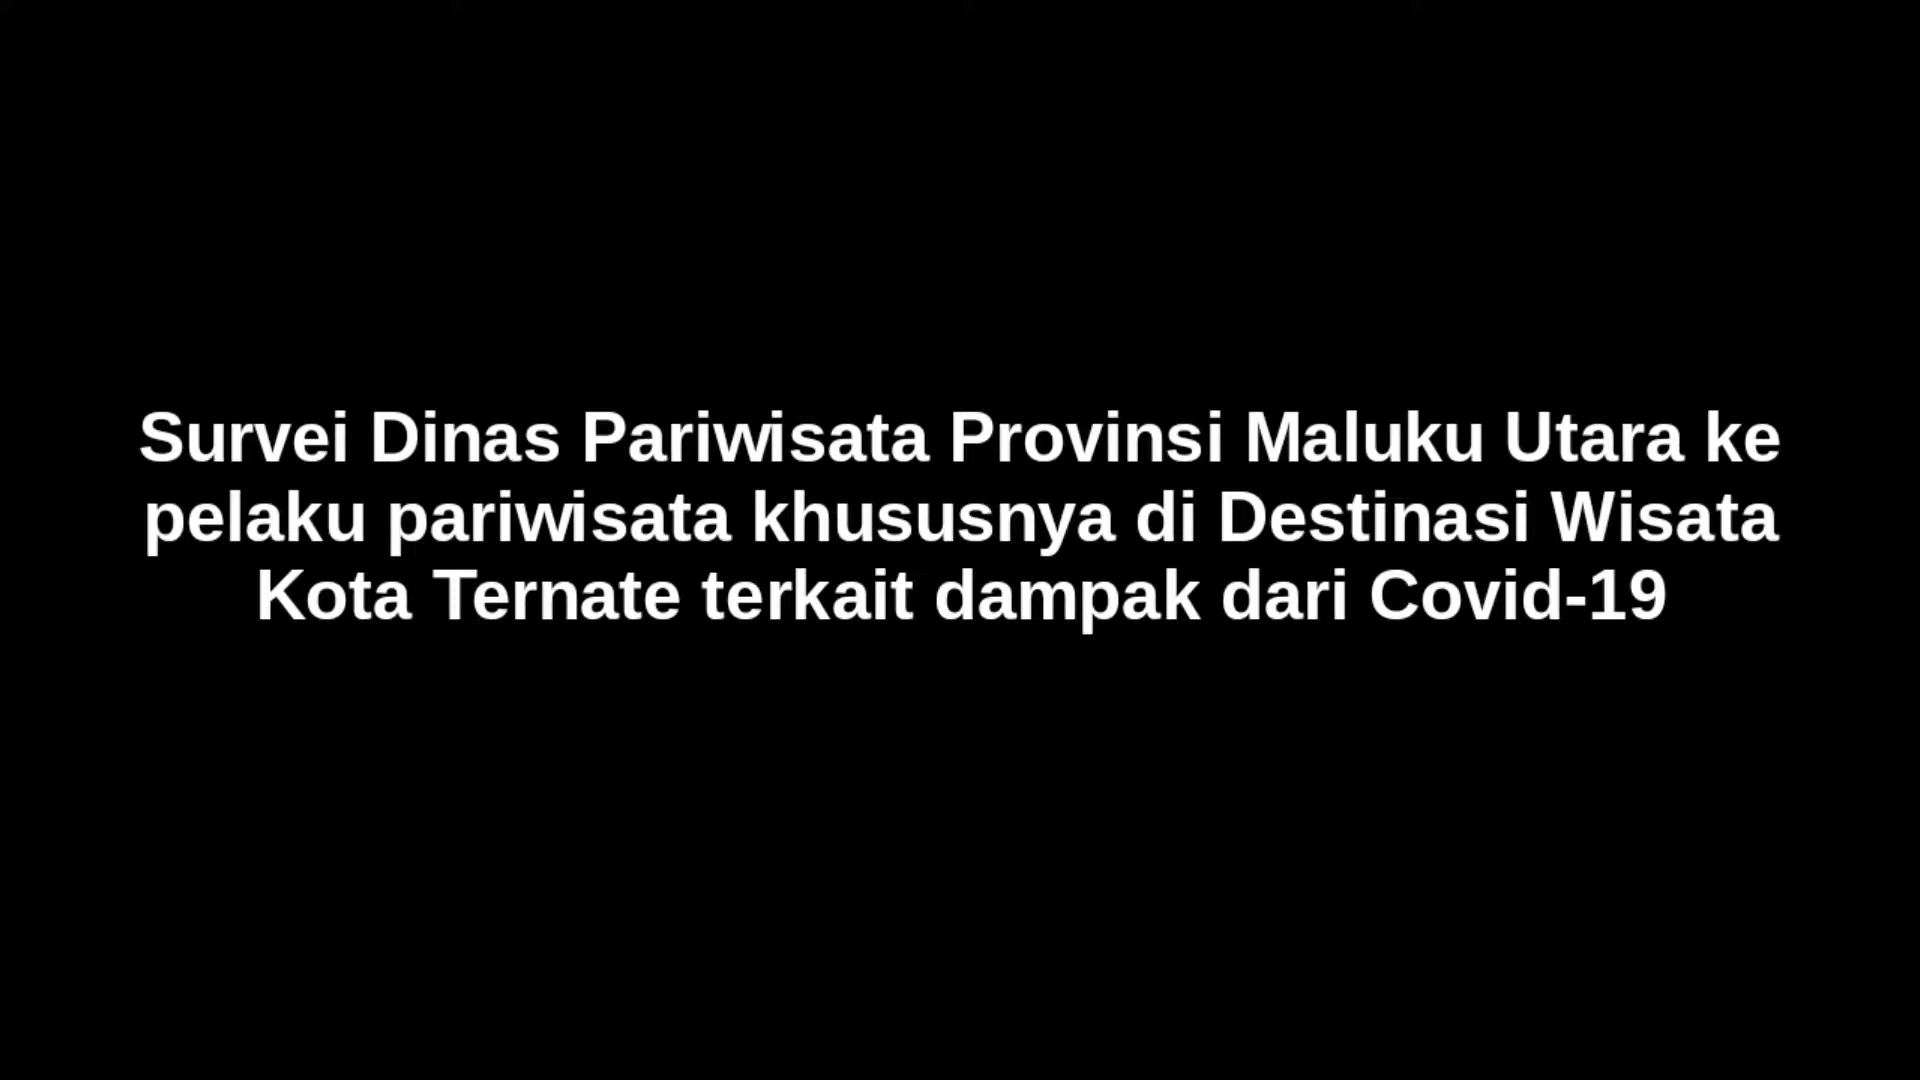 Survei Dinas Pariwisata Provinsi Maluku Utara ke
pelaku pariwisata khususnya di Destinasi Wisata
Kota Ternate terkait dampak dari Covid-19